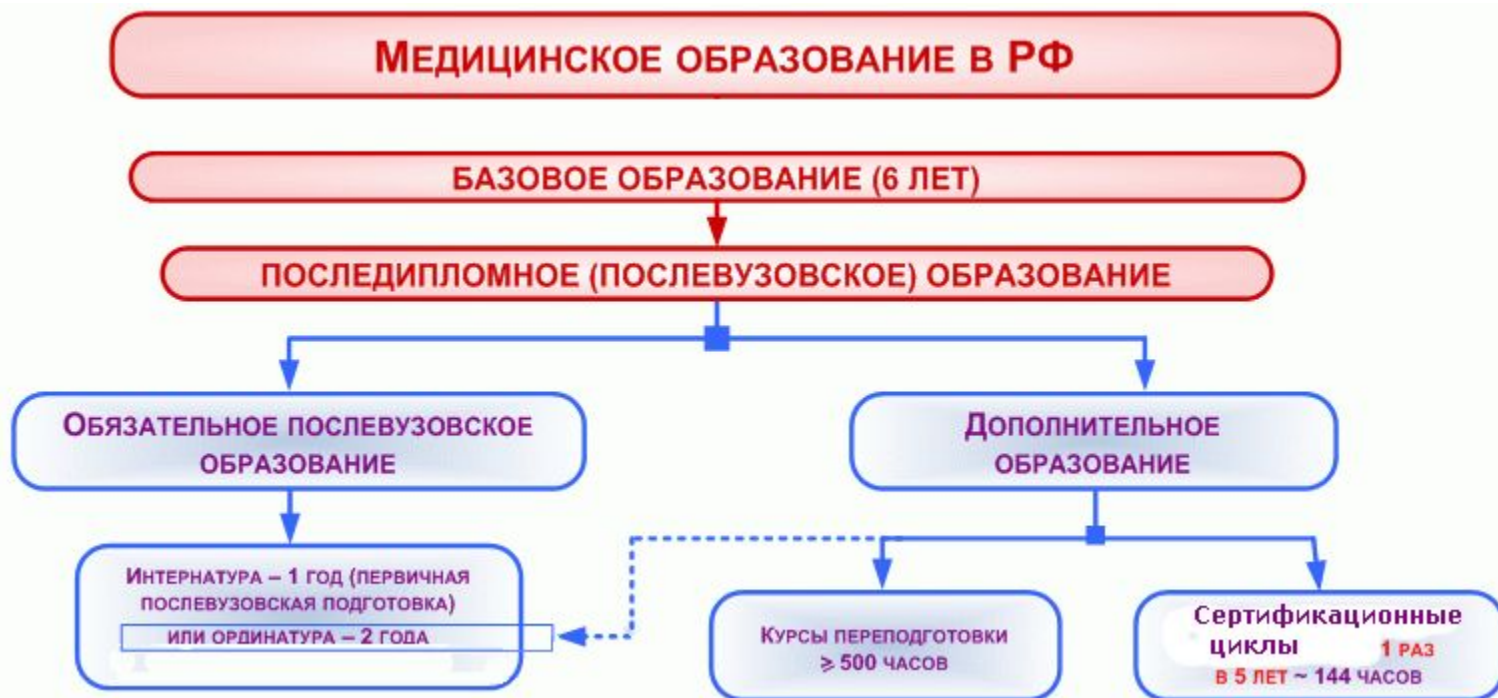 МЕДИЦИНСКОЕ ОБРАЗОВАНИЕ В РФ
БАЗОВОЕ ОБРАЗОВАНИЕ (6 ЛЕТ)
ПОСЛЕДИПЛОМНОЕ (ПОСЛЕВУЗОВСКОЕ) ОБРАЗОВАНИЕ
ОБЯЗАТЕЛЬНОЕ ПОСЛЕВУЗОВСКОЕ
ОБРАЗОВАНИЕ
ДОПОЛНИТЕЛЬНОЕ
ОБРАЗОВАНИЕ
ИНТЕРНАТУРА – 1 ГОД (ПЕРВИЧНАЯ
ПОСЛЕВУЗОВСКАЯ ПОДГОТОВКА)
ИЛИ ОРДИНАТУРА – 2 ГОДА
КУРСЫ ПЕРЕПОДГОТОВКИ
⩾ 500 ЧАСОВ
Сертификационные
циклы 1 РАЗ
В 5 ЛЕТ ~ 144 ЧАСОВ